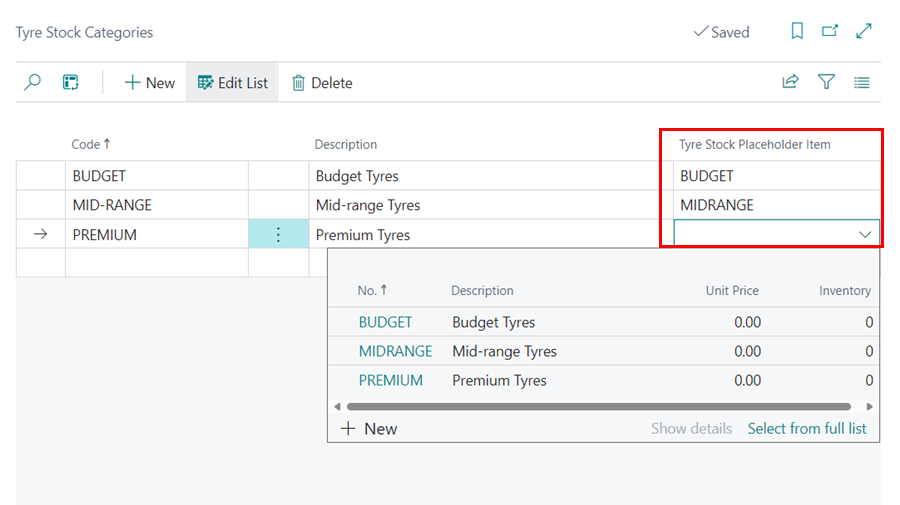 Tyre Stock Categories Saved
New Edit List Delete
Code ↑ Description Tyre Stock Placeholder Item
BUDGET Budget Tyres BUDGET
MID-RANGE Mid-range Tyres MIDRANGE
PREMIUM Premium Tyres
No. ↑ Description Unit Price Inventory
BUDGET Budget Tyres 0.00 0
MIDRANGE Mid-range Tyres 0.00 0
PREMIUM Premium Tyres 0.00 0
New Show details Select from full list